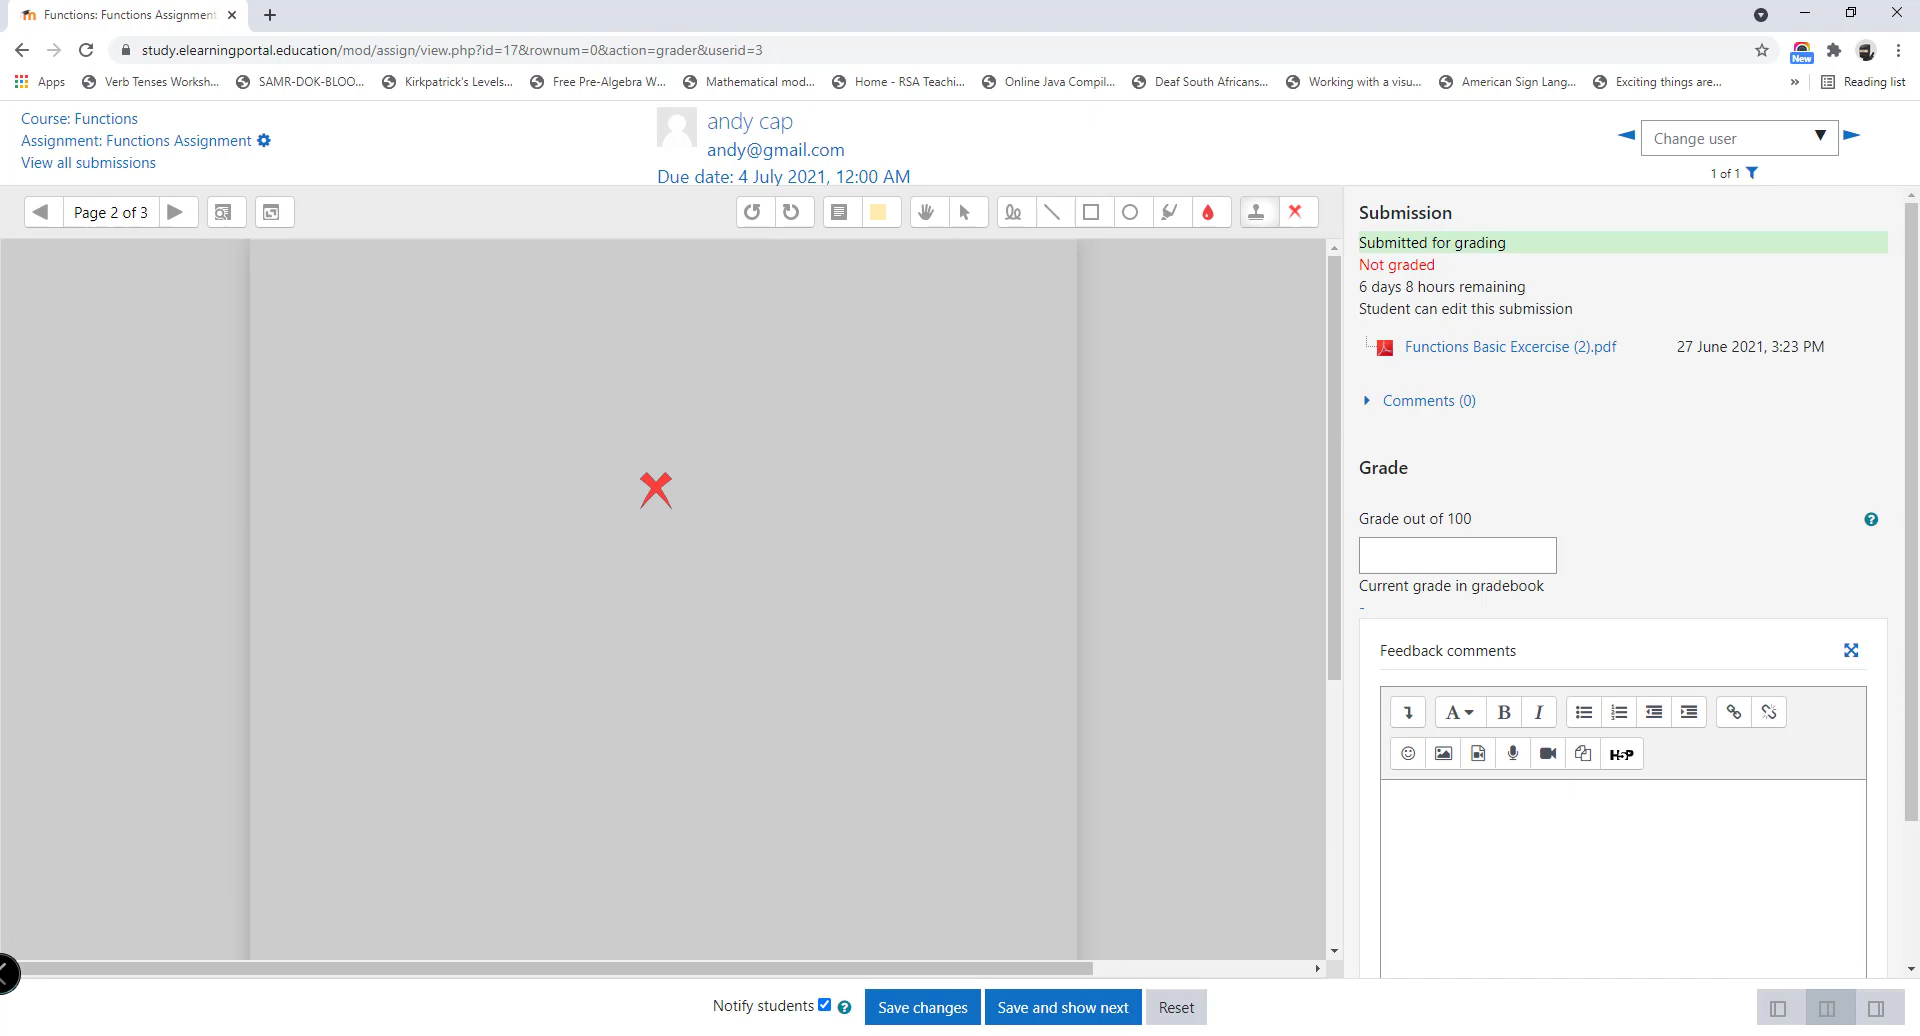 Functions: Functions Assignment
study.elearningportal.education/mod/assign/view.php?id=17&rownum=0&action=grader&userid=3
New
Apps
Verb Tenses Worksh...
SAMR-DOK-BLOO...
Kirkpatrick's Levels...
Free Pre-Algebra W...
Mathematical mod...
Home - RSA Teachi...
Online Java Compil...
Deaf South Africans...
Working with a visu...
American Sign Lang...
Exciting things are...
»
Reading list
Course: Functions
Assignment: Functions Assignment
View all submissions
andy cap
andy@gmail.com
Due date: 4 July 2021, 12:00 AM
Change user
1 of 1
Page 2 of 3
Submission
Submitted for grading
Not graded
6 days 8 hours remaining
Student can edit this submission
Functions Basic Excercise (2).pdf 27 June 2021, 3:23 PM
Comments (0)
Grade
Grade out of 100
Current grade in gradebook
-
Feedback comments
A B I
H5P
Notify students
Save changes
Save and show next
Reset